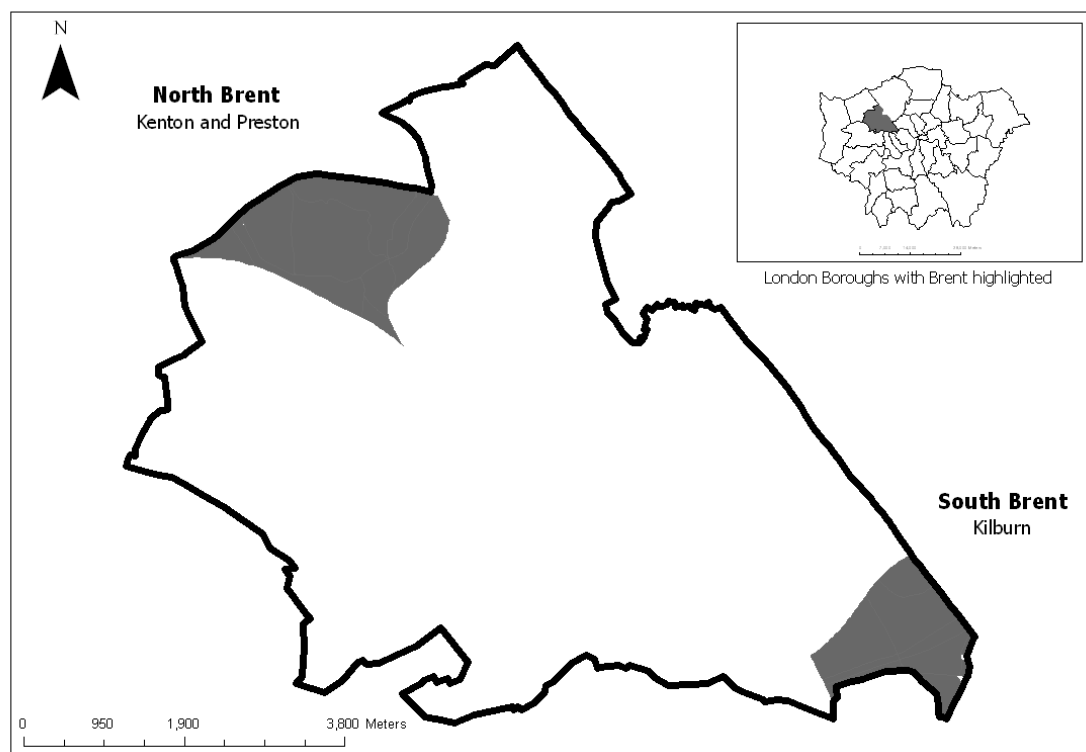 N
North Brent
Kenton and Preston
London Boroughs with Brent highlighted
South Brent
Kilburn
0 950 1,900 3,800 Meters